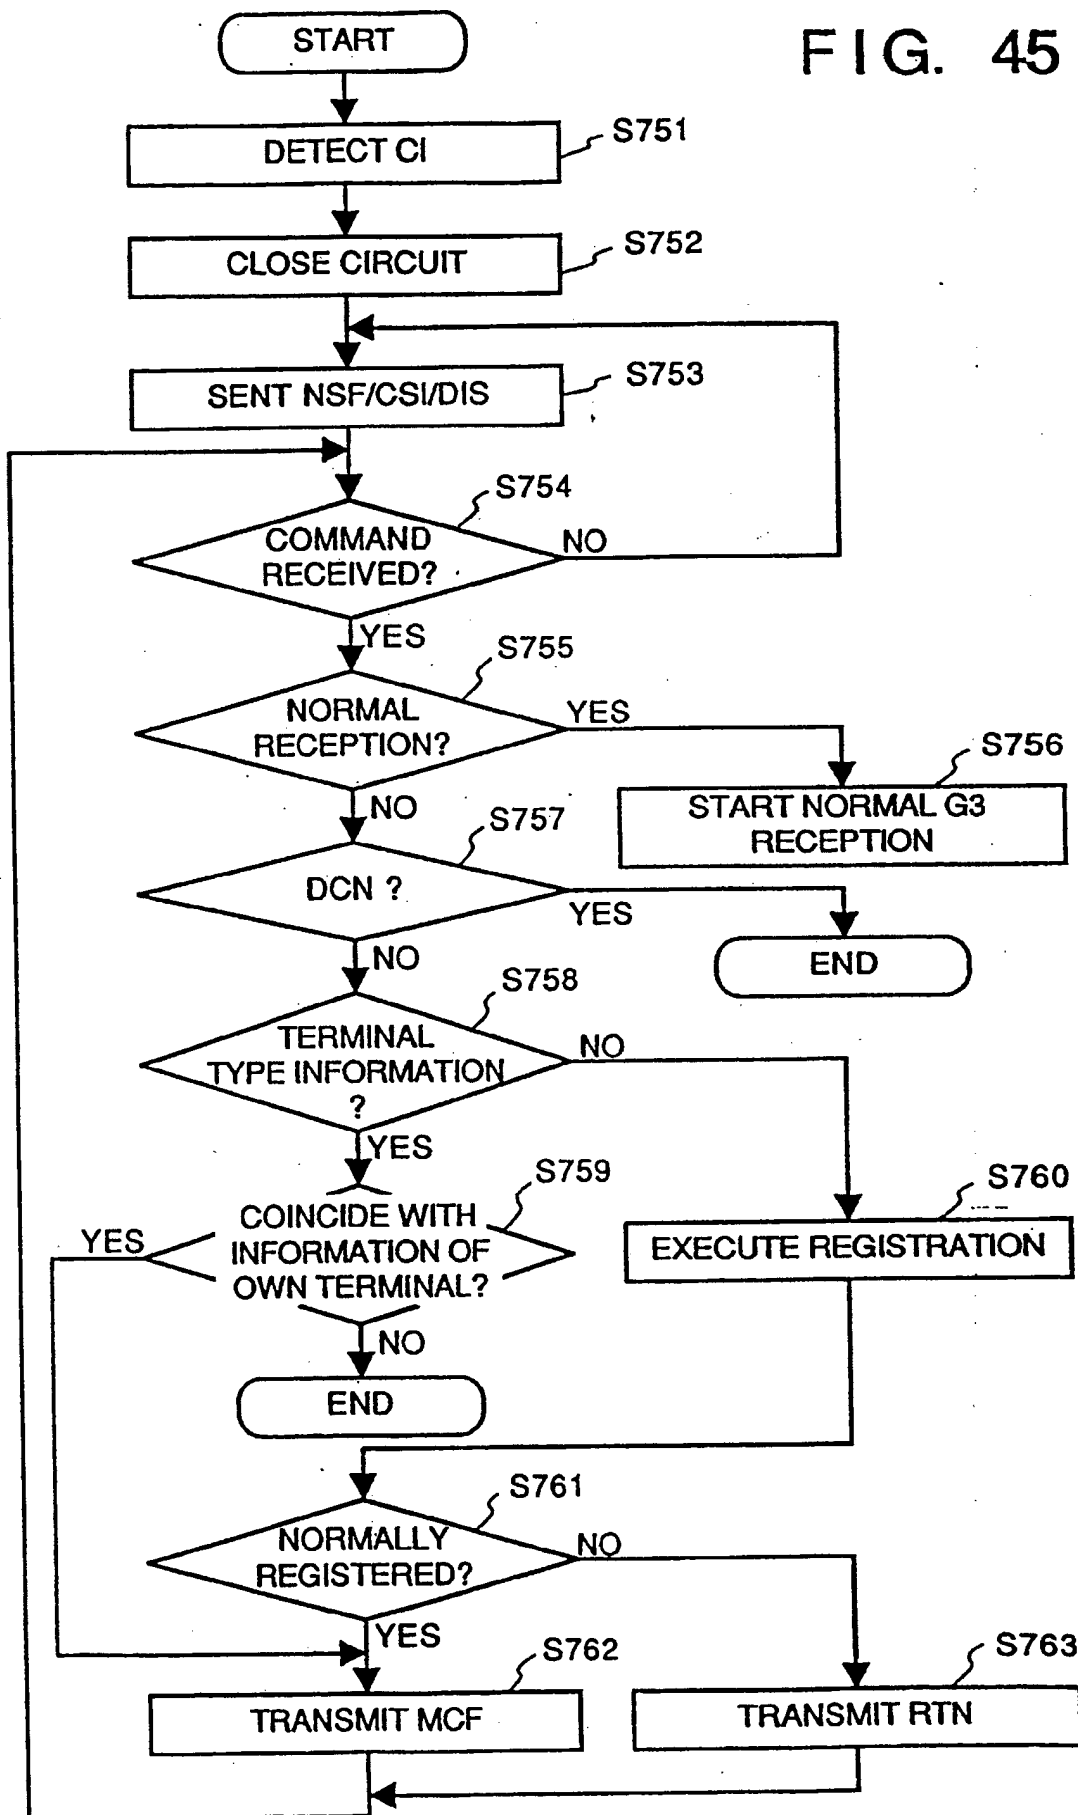 FIG. 45
START
S751
DETECT CI
S752
CLOSE CIRCUIT
S753
SENT NSF/CSI/DIS
S754
COMMAND
RECEIVED?
NO
YES
S755
NORMAL
RECEPTION?
YES
S756
START NORMAL G3
RECEPTION
NO
S757
DCN ?
YES
END
NO
S758
TERMINAL
TYPE INFORMATION
?
NO
YES
S759
COINCIDE WITH
INFORMATION OF
OWN TERMINAL?
YES
S760
EXECUTE REGISTRATION
NO
END
S761
NORMALLY
REGISTERED?
NO
YES
S762
TRANSMIT MCF
S763
TRANSMIT RTN